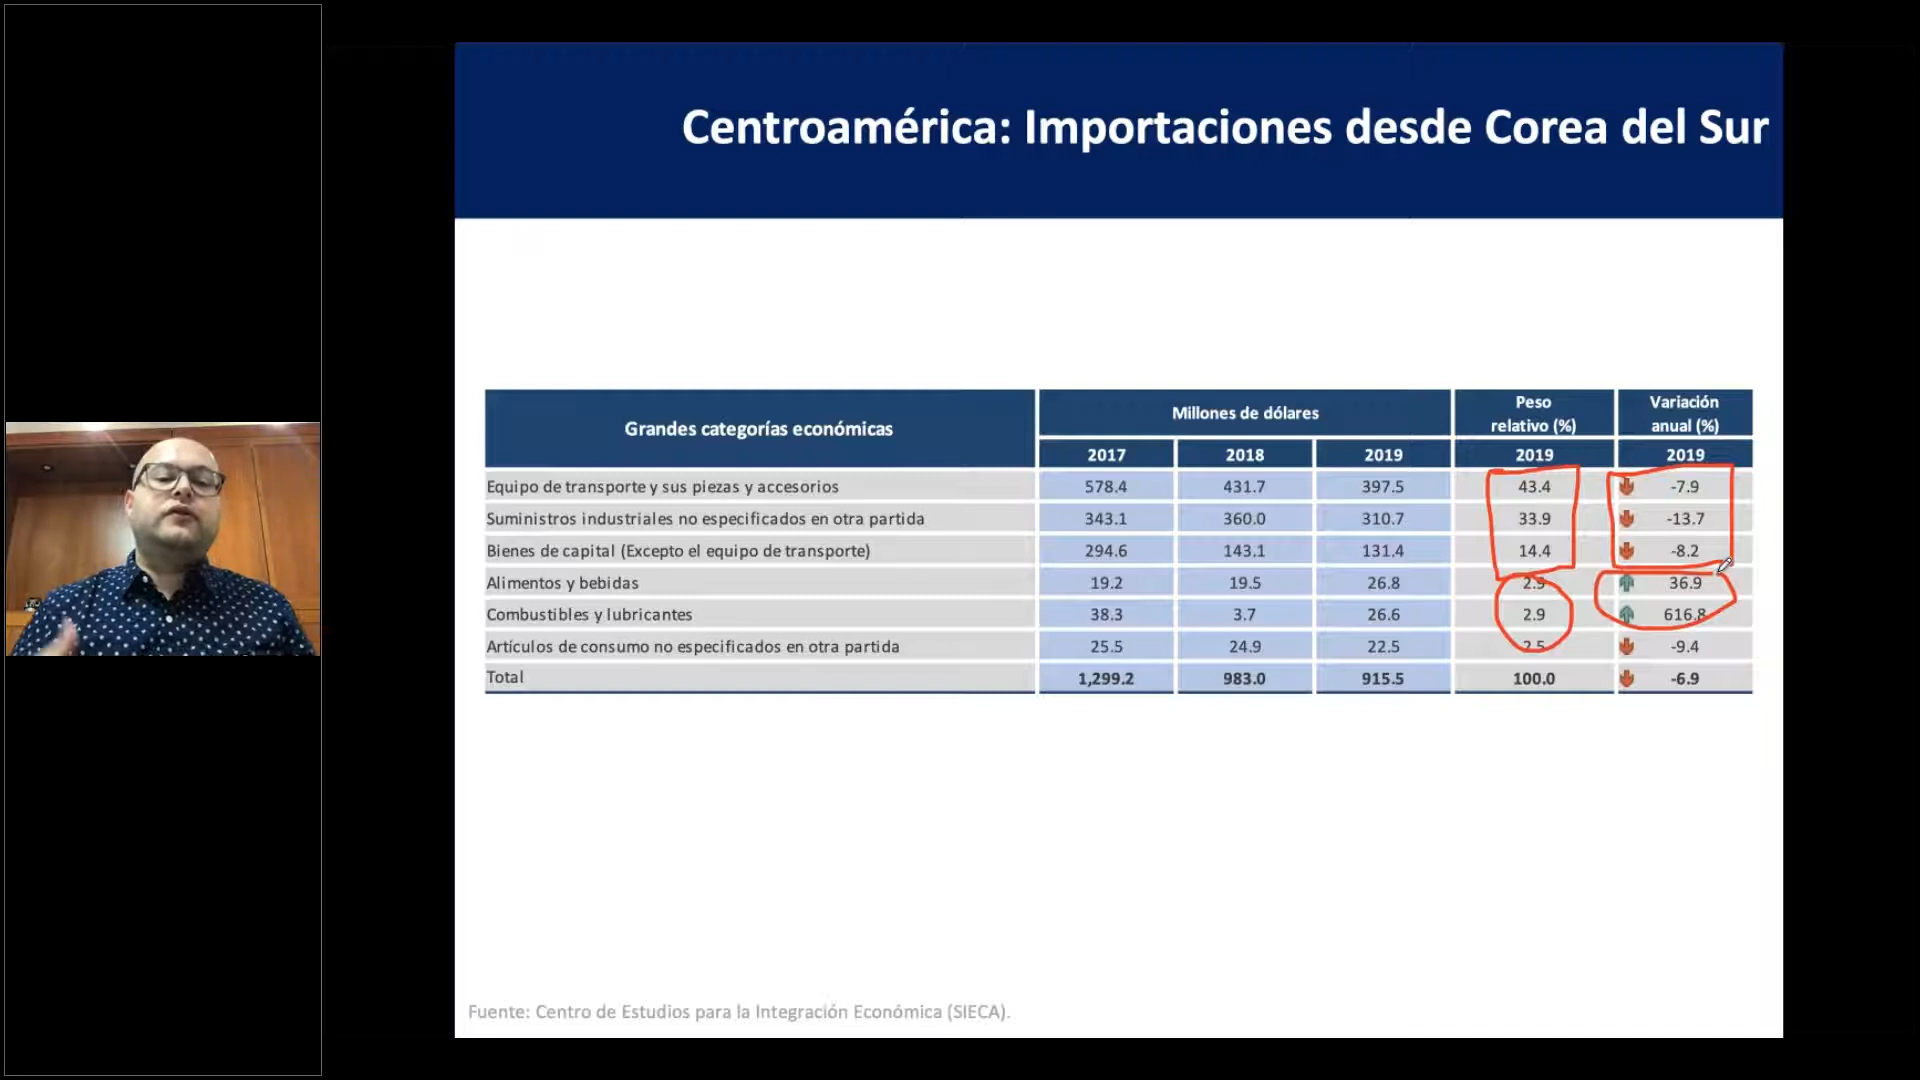 Centroamérica: Importaciones desde Corea del Sur
Grandes categorías económicas
Millones de dólares
Peso
relativo (%)
Variación
anual (%)
2017 2018 2019 2019 2019
Equipo de transporte y sus piezas y accesorios 578.4 431.7 397.5 43.4 -7.9
Suministros industriales no especificados en otra partida 343.1 360.0 310.7 33.9 -13.7
Bienes de capital (Excepto el equipo de transporte) 294.6 143.1 131.4 14.4 -8.2
Alimentos y bebidas 19.2 19.5 26.8 2.9 36.9
Combustibles y lubricantes 38.3 3.7 26.6 2.9 616.8
Artículos de consumo no especificados en otra partida 25.5 24.9 22.5 2.5 -9.4
Total 1,299.2 983.0 915.5 100.0 -6.9
Fuente: Centro de Estudios para la Integración Económica (SIECA).